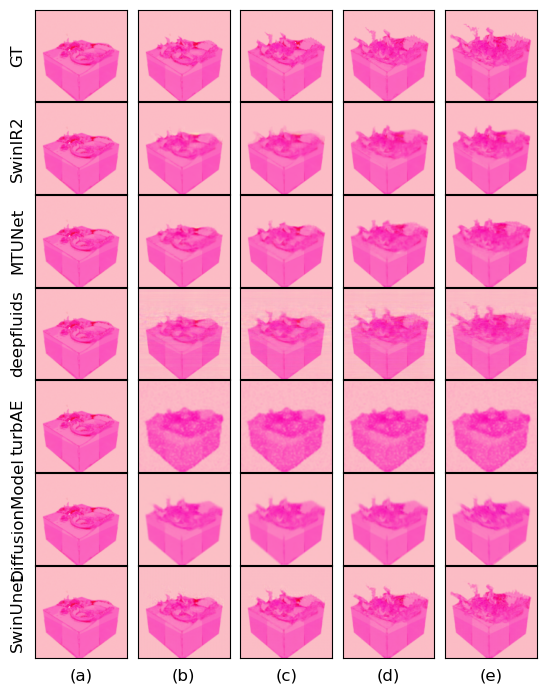 GT
SwinIR2
MTUNet
deepfluids
turbAE
DiffusionModel
SwinUnet
(a) (b) (c) (d) (e)